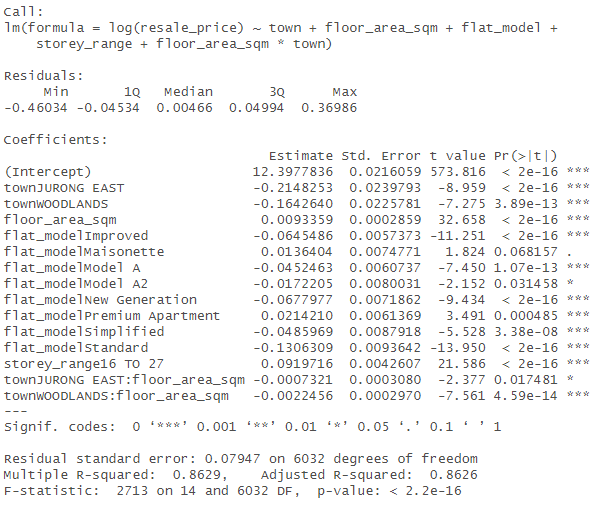 Call:
lm(formula = log(resale_price) ~ town + floor_area_sqm + flat_model +
    storey_range + floor_area_sqm * town)

Residuals:
     Min       1Q   Median       3Q      Max
-0.46034 -0.04534  0.00466  0.04994  0.36986

Coefficients:
                                Estimate Std. Error t value Pr(>|t|)
(Intercept)                   12.3977836  0.0216059 573.816  < 2e-16 ***
townJURONG EAST               -0.2148253  0.0239793  -8.959  < 2e-16 ***
townWOODLANDS                 -0.1642640  0.0225781  -7.275 3.89e-13 ***
floor_area_sqm                 0.0093359  0.0002859  32.658  < 2e-16 ***
flat_modelImproved            -0.0645486  0.0057373 -11.251  < 2e-16 ***
flat_modelMaisonette           0.0136404  0.0074771   1.824 0.068157 .
flat_modelModel A             -0.0452463  0.0060737  -7.450 1.07e-13 ***
flat_modelModel A2            -0.0172205  0.0080031  -2.152 0.031458 *
flat_modelNew Generation      -0.0677977  0.0071862  -9.434  < 2e-16 ***
flat_modelPremium Apartment    0.0214210  0.0061369   3.491 0.000485 ***
flat_modelSimplified          -0.0485969  0.0087918  -5.528 3.38e-08 ***
flat_modelStandard            -0.1306309  0.0093642 -13.950  < 2e-16 ***
storey_range16 TO 27           0.0919716  0.0042607  21.586  < 2e-16 ***
townJURONG EAST:floor_area_sqm -0.0007321  0.0003080  -2.377 0.017481 *
townWOODLANDS:floor_area_sqm  -0.0022456  0.0002970  -7.561 4.59e-14 ***
---
Signif. codes:  0 ‘***’ 0.001 ‘**’ 0.01 ‘*’ 0.05 ‘.’ 0.1 ‘ ’ 1

Residual standard error: 0.07947 on 6032 degrees of freedom
Multiple R-squared:  0.8629,    Adjusted R-squared:  0.8626
F-statistic:  2713 on 14 and 6032 DF,  p-value: < 2.2e-16